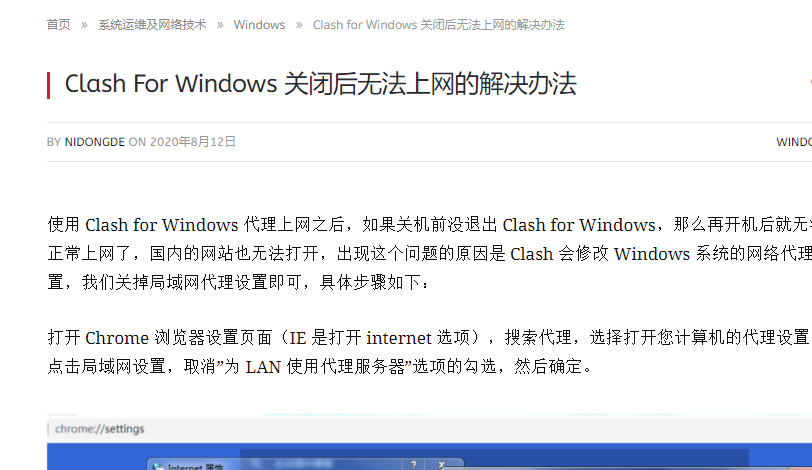 首页 » 系统运维及网络技术 » Windows » Clash for Windows 关闭后无法上网的解决办法
Clash For Windows 关闭后无法上网的解决办法
BY NIDONGDE ON 2020年8月12日
使用 Clash for Windows 代理上网之后，如果关机前没退出 Clash for Windows，那么再开机后就无
正常上网了，国内的网站也无法打开，出现这个问题的原因是 Clash 会修改 Windows 系统的网络代理
置，我们关掉局域网代理设置即可，具体步骤如下：
打开 Chrome 浏览器设置页面（IE 是打开 internet 选项），搜索代理，选择打开您计算机的代理设置
点击局域网设置，取消”为 LAN 使用代理服务器”选项的勾选，然后确定。
chrome://settings
Internet 属性